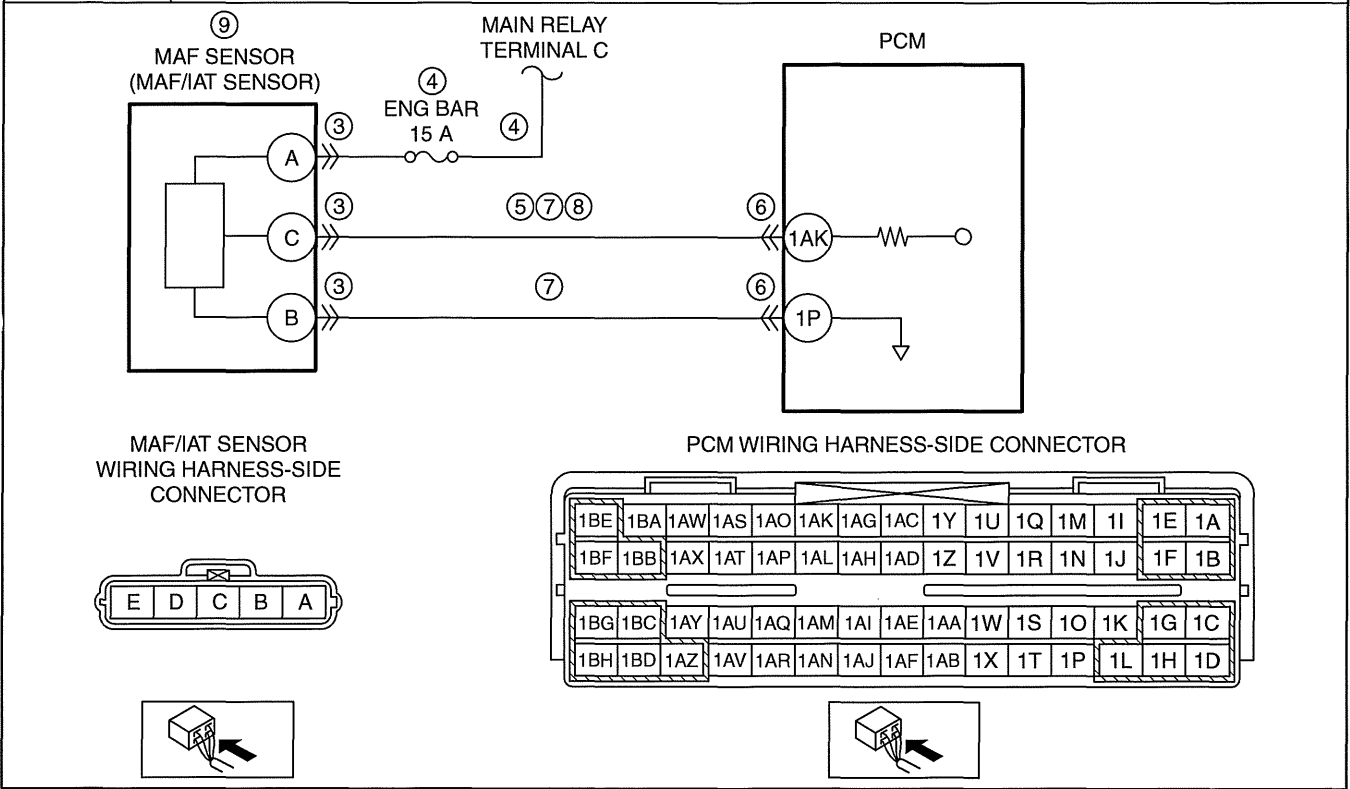 ⑨
MAF SENSOR
(MAF/IAT SENSOR)
MAIN RELAY
TERMINAL C
PCM
④
ENG BAR
15 A
③
④
A
③
⑤⑦⑧
⑥
C
1AK
③
⑦
⑥
B
1P
MAF/IAT SENSOR
WIRING HARNESS-SIDE
CONNECTOR
E D C B A
PCM WIRING HARNESS-SIDE CONNECTOR
1BE 1BA 1AW 1AS 1AO 1AK 1AG 1AC 1Y 1U 1Q 1M 1I 1E 1A
1BF 1BB 1AX 1AT 1AP 1AL 1AH 1AD 1Z 1V 1R 1N 1J 1F 1B
1BG 1BC 1AY 1AU 1AQ 1AM 1AI 1AE 1AA 1W 1S 1O 1K 1G 1C
1BH 1BD 1AZ 1AV 1AR 1AN 1AJ 1AF 1AB 1X 1T 1P 1L 1H 1D